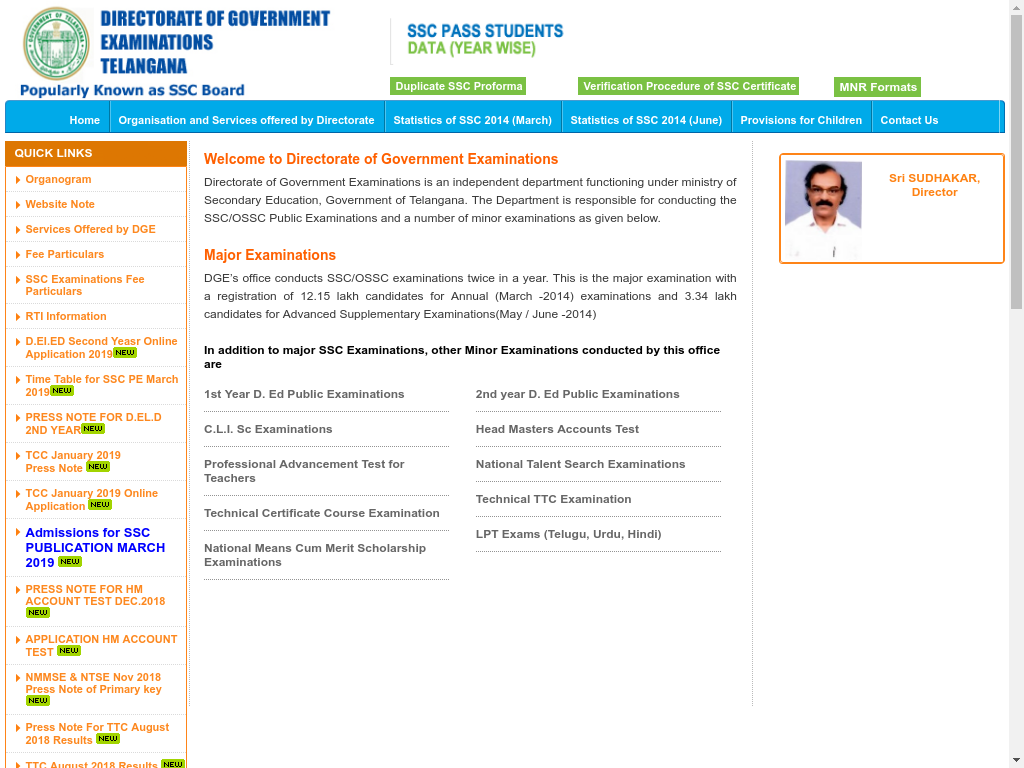 DIRECTORATE OF GOVERNMENT
EXAMINATIONS
TELANGANA
Popularly Known as SSC Board
SSC PASS STUDENTS
DATA (YEAR WISE)
Duplicate SSC Proforma
Verification Procedure of SSC Certificate
MNR Formats
Home
Organisation and Services offered by Directorate
Statistics of SSC 2014 (March)
Statistics of SSC 2014 (June)
Provisions for Children
Contact Us
QUICK LINKS
Organogram
Website Note
Services Offered by DGE
Fee Particulars
SSC Examinations Fee
Particulars
RTI Information
D.El.ED Second Yeasr Online
Application 2019 NEW
Time Table for SSC PE March
2019 NEW
PRESS NOTE FOR D.EL.D
2ND YEAR NEW
TCC January 2019
Press Note NEW
TCC January 2019 Online
Application NEW
Admissions for SSC
PUBLICATION MARCH
2019 NEW
PRESS NOTE FOR HM
ACCOUNT TEST DEC.2018
NEW
APPLICATION HM ACCOUNT
TEST NEW
NMMSE & NTSE Nov 2018
Press Note of Primary key
NEW
Press Note For TTC August
2018 Results NEW
TTC August 2018 Results NEW
Welcome to Directorate of Government Examinations
Directorate of Government Examinations is an independent department functioning under ministry of
Secondary Education, Government of Telangana. The Department is responsible for conducting the
SSC/OSSC Public Examinations and a number of minor examinations as given below.
Major Examinations
DGE's office conducts SSC/OSSC examinations twice in a year. This is the major examination with
a registration of 12.15 lakh candidates for Annual (March -2014) examinations and 3.34 lakh
candidates for Advanced Supplementary Examinations(May / June -2014)
In addition to major SSC Examinations, other Minor Examinations conducted by this office
are
1st Year D. Ed Public Examinations
C.L.I. Sc Examinations
Professional Advancement Test for
Teachers
Technical Certificate Course Examination
National Means Cum Merit Scholarship
Examinations
2nd year D. Ed Public Examinations
Head Masters Accounts Test
National Talent Search Examinations
Technical TTC Examination
LPT Exams (Telugu, Urdu, Hindi)
Sri SUDHAKAR,
Director